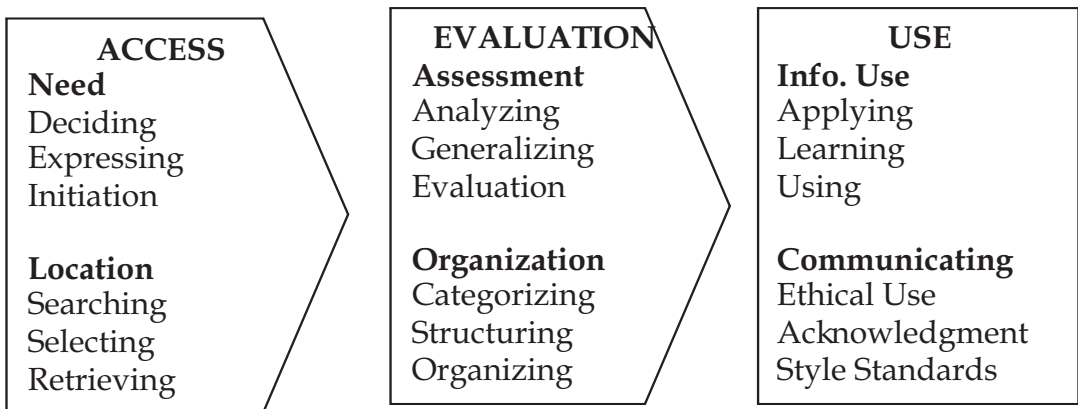 ACCESS
Need
Deciding
Expressing
Initiation
Location
Searching
Selecting
Retrieving
EVALUATION
Assessment
Analyzing
Generalizing
Evaluation
Organization
Categorizing
Structuring
Organizing
USE
Info. Use
Applying
Learning
Using
Communicating
Ethical Use
Acknowledgment
Style Standards